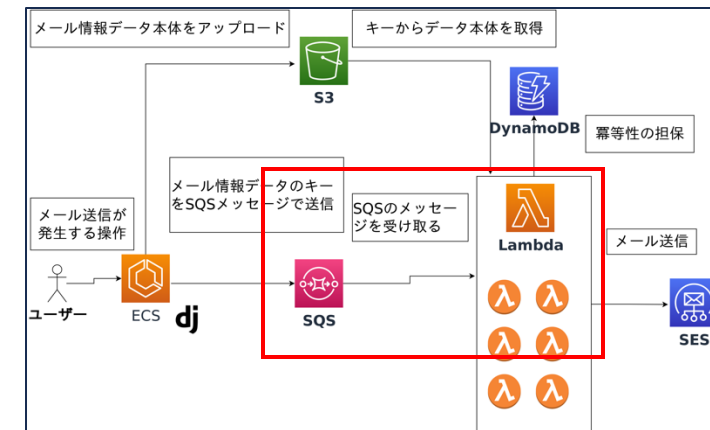 メール情報データ本体をアップロード
キーからデータ本体を取得
S3
DynamoDB
冪等性の担保
メール情報データのキー
をSQSメッセージで送信
メール送信が
発生する操作
SQSのメッセー
ジを受け取る
Lambda
メール送信
ユーザー
ECS
dj
SQS
SES